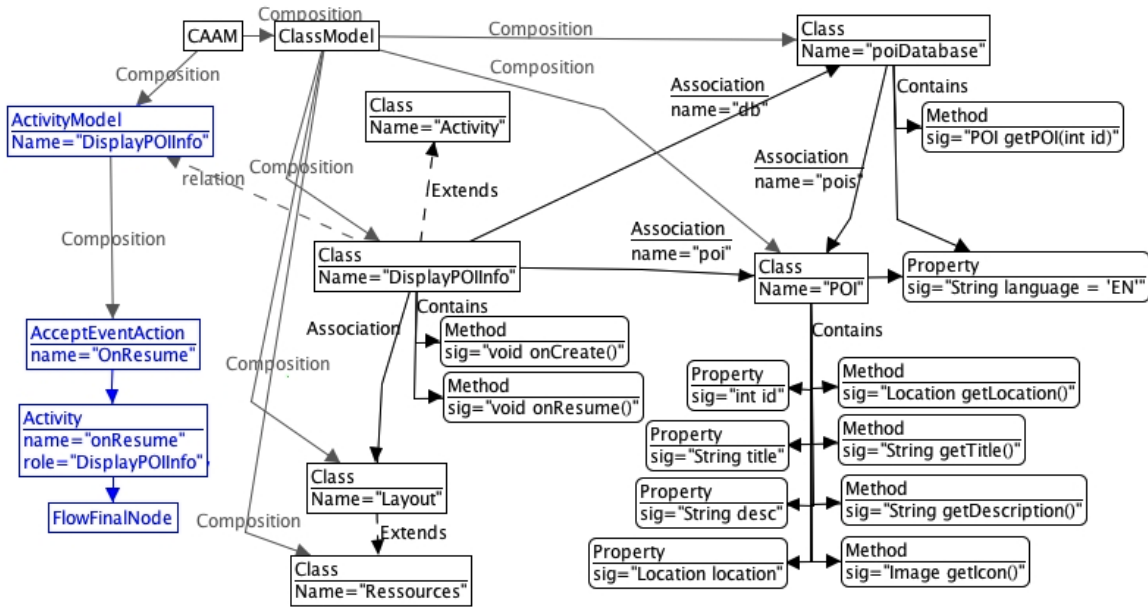 Composition
CAAM
ClassModel
Composition
Class
Name="poiDatabase"
Composition
Composition
Class
Name="Activity"
Association
name="db"
Contains
Method
sig="POI getPOI(int id)"
ActivityModel
Name="DisplayPOIInfo"
relation
Composition
Extends
Association
name="pois"
Composition
Association
name="poi"
Class
Name="DisplayPOIInfo"
Class
Name="POI"
Property
sig="String language = 'EN'"
Contains
Association
Method
sig="void onCreate()"
Contains
AcceptEventAction
name="OnResume"
Composition
Method
sig="void onResume()"
Property
sig="int id"
Method
sig="Location getLocation()"
Activity
name="onResume"
role="DisplayPOIInfo"
Property
sig="String title"
Method
sig="String getTitle()"
Class
Name="Layout"
Property
sig="String desc"
Method
sig="String getDescription()"
FlowFinalNode
Composition
Extends
Property
sig="Location location"
Method
sig="Image getIcon()"
Class
Name="Ressources"